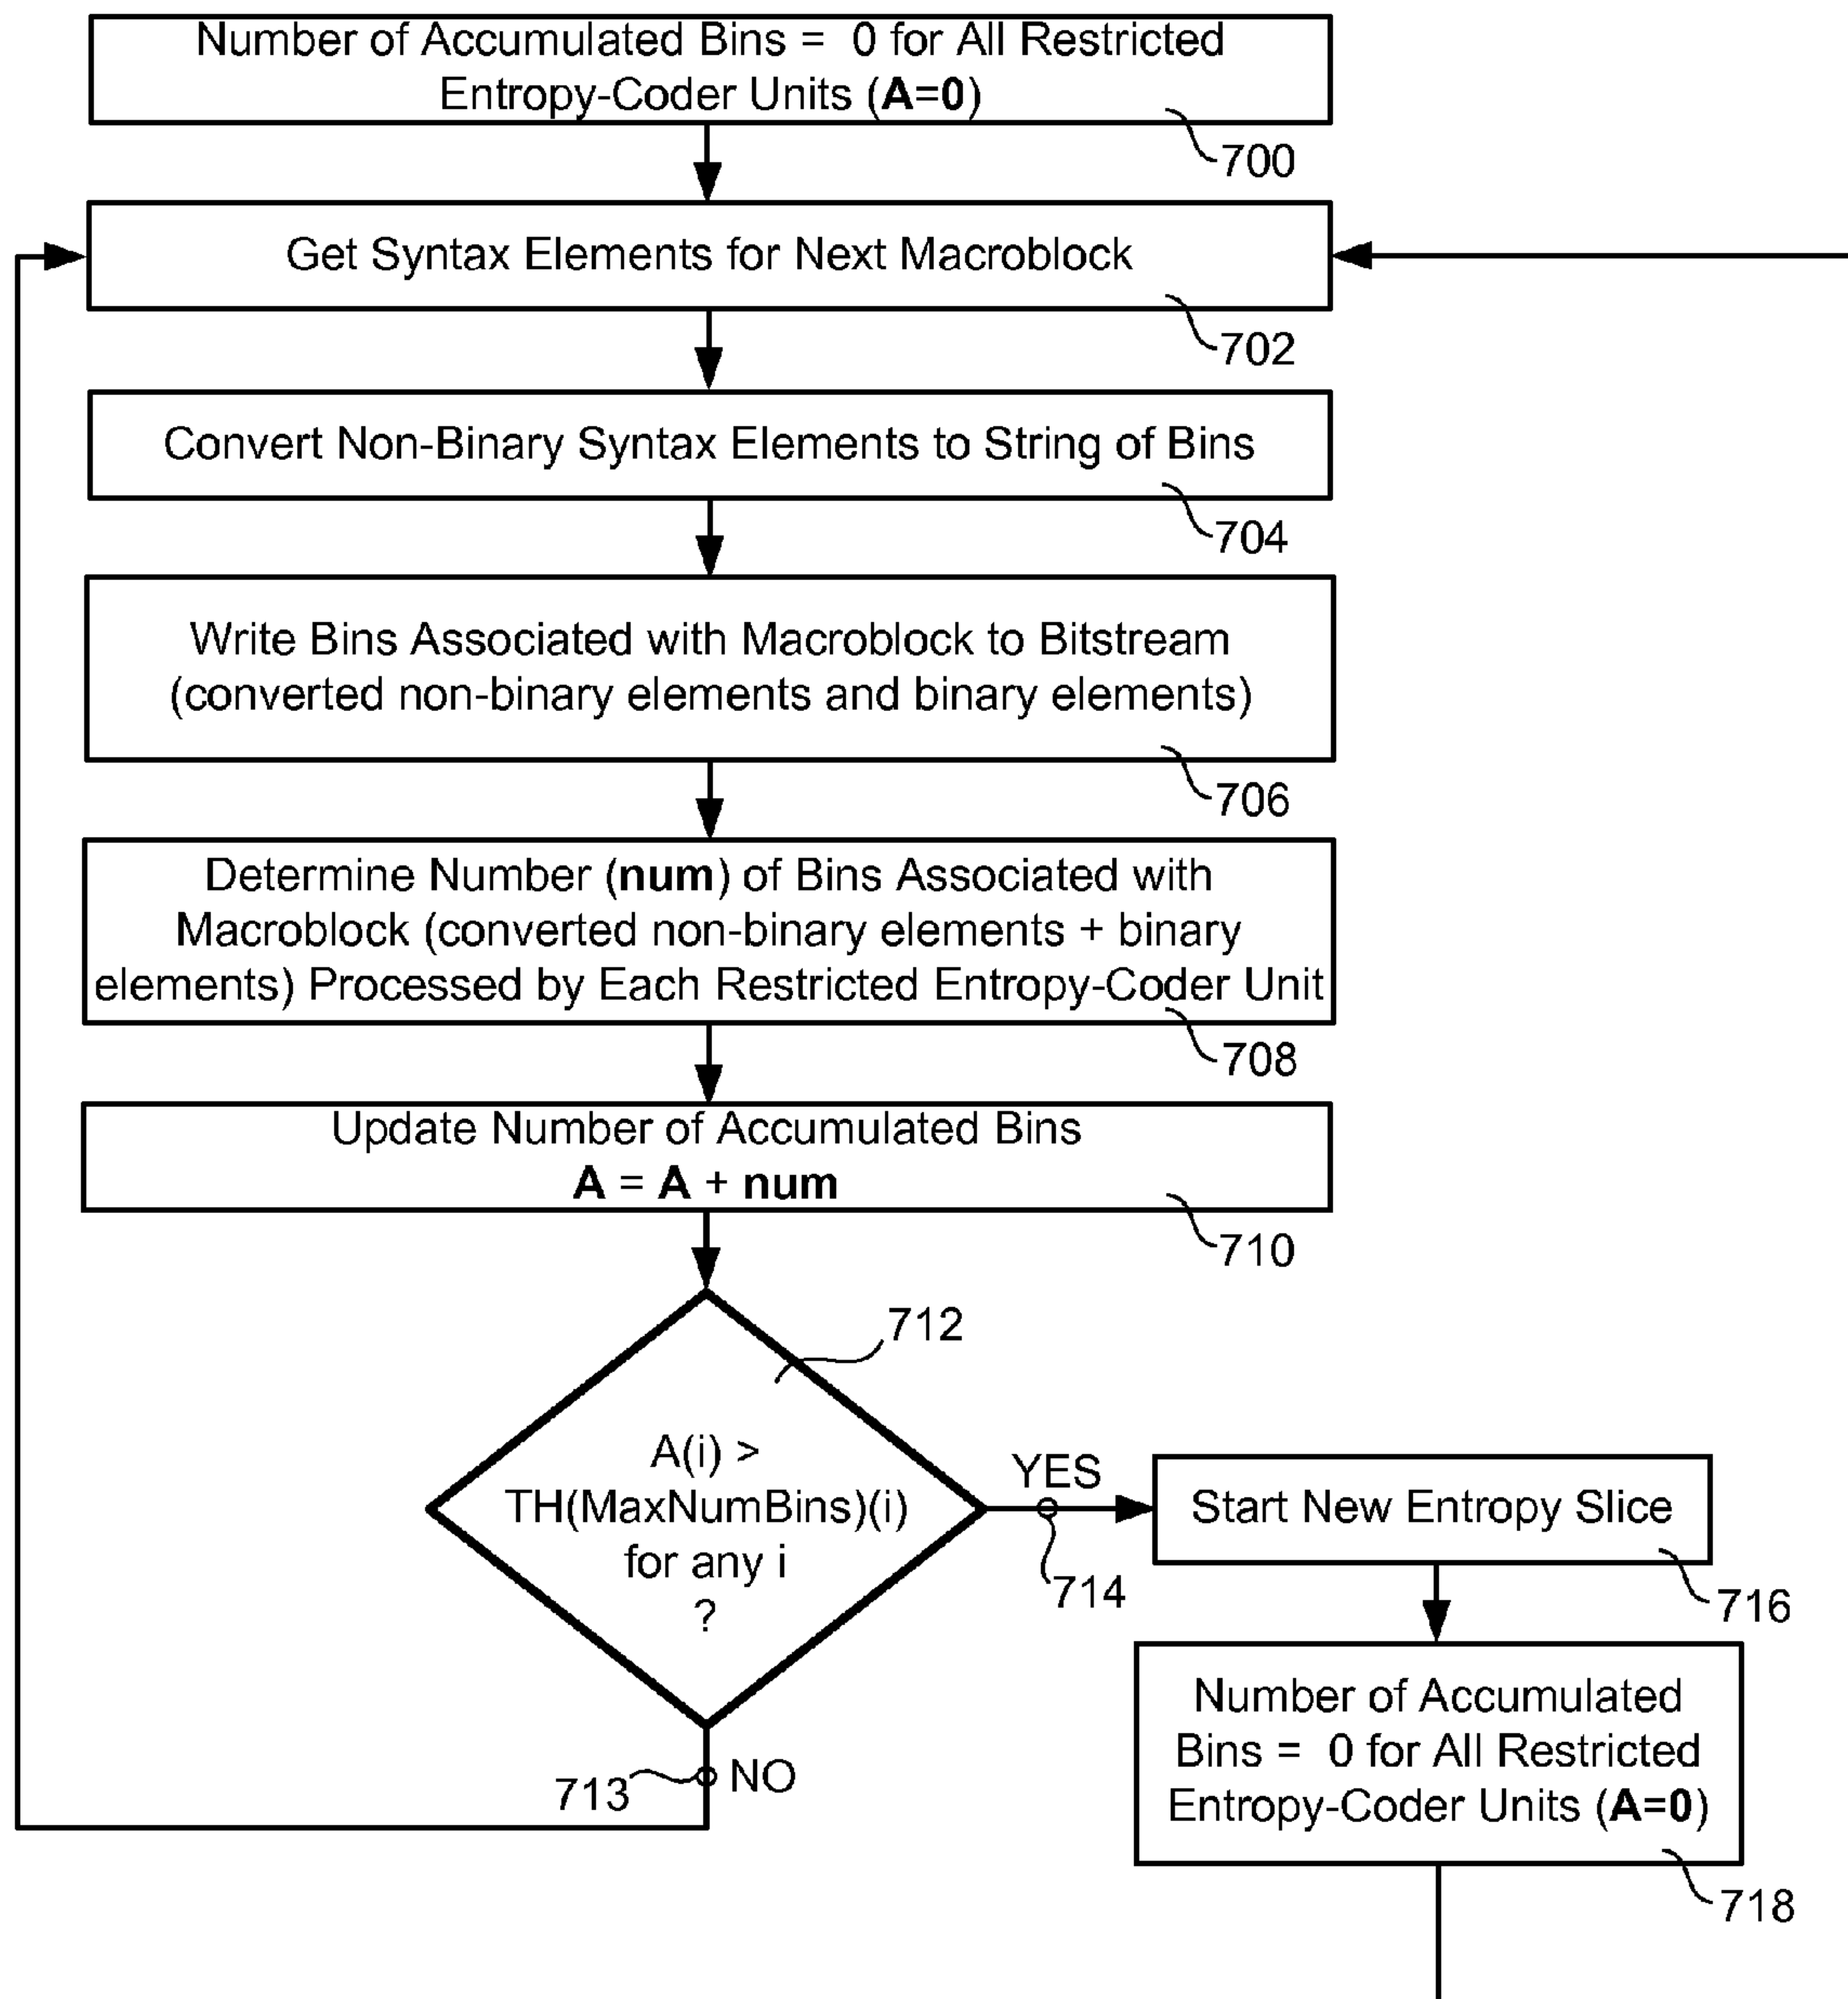 Number of Accumulated Bins = 0 for All Restricted
Entropy-Coder Units (A=0)
700
Get Syntax Elements for Next Macroblock
702
Convert Non-Binary Syntax Elements to String of Bins
704
Write Bins Associated with Macroblock to Bitstream
(converted non-binary elements and binary elements)
706
Determine Number (num) of Bins Associated with
Macroblock (converted non-binary elements + binary
elements) Processed by Each Restricted Entropy-Coder Unit
708
Update Number of Accumulated Bins
A = A + num
710
712
A(i) >
TH(MaxNumBins)(i)
for any i
?
YES
714
Start New Entropy Slice
716
713
NO
Number of Accumulated
Bins = 0 for All Restricted
Entropy-Coder Units (A=0)
718